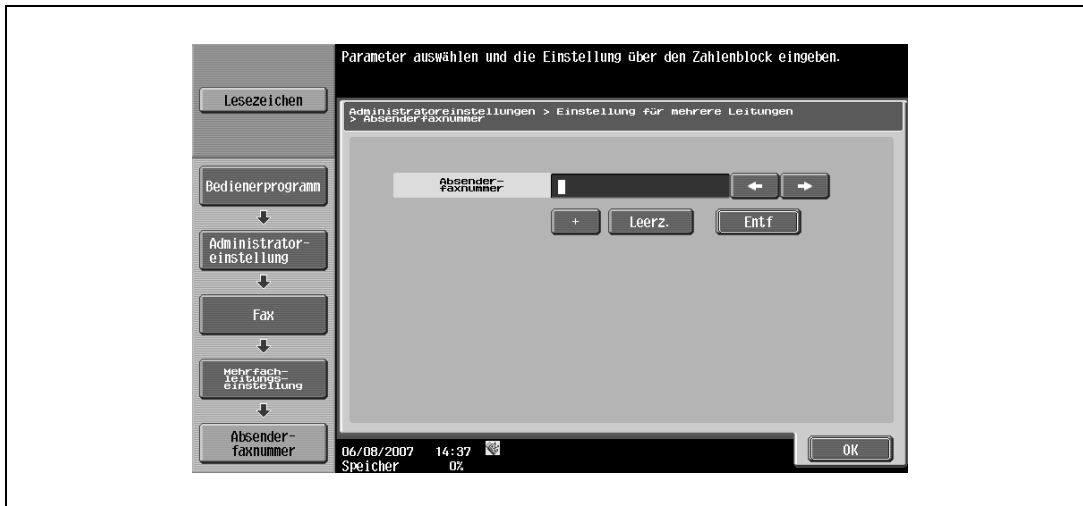 Parameter auswählen und die Einstellung über den Zahlenblock eingeben.
Lesezeichen
Administratoreinstellungen > Einstellung für mehrere Leitungen
> Absenderfaxnummer
Bedienerprogramm
Administrator-
einstellung
Fax
Mehrfach-
leitungs-
einstellung
Absender-
faxnummer
Absender-
faxnummer
+
Leerz.
Entf
06/08/2007 14:37
Speicher 0%
OK